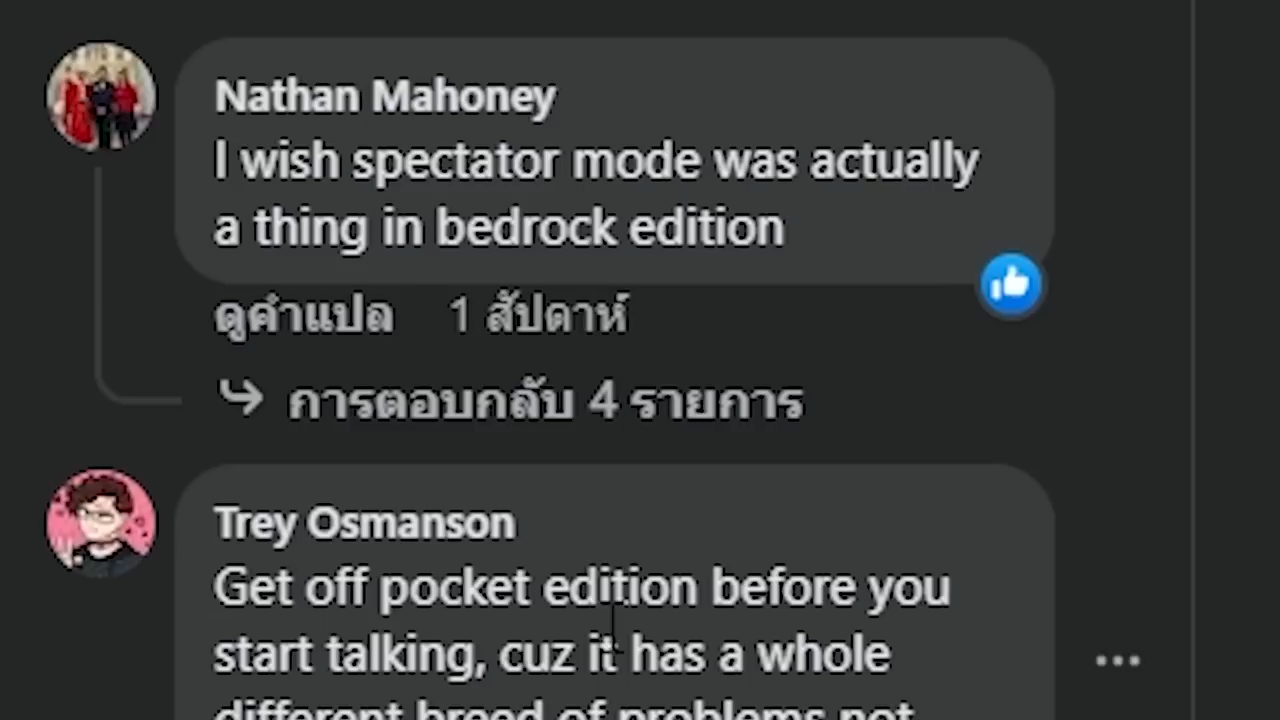 Nathan Mahoney
I wish spectator mode was actually
a thing in bedrock edition
ดูคำแปล 1 สัปดาห์
การตอบกลับ 4 รายการ
Trey Osmanson
Get off pocket edition before you
start talking, cuz it has a whole
different breed of problems not